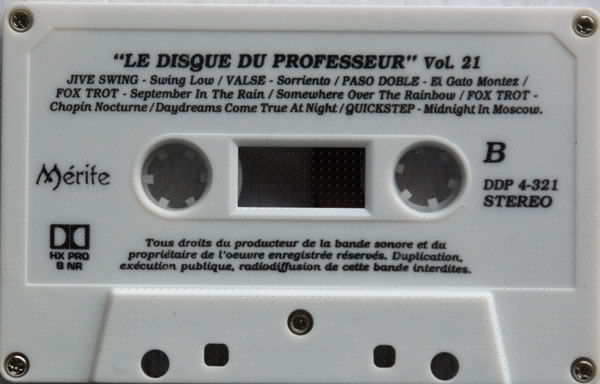 "LE DISQUE DU PROFESSEUR" Vol. 21
JIVE SWING - Swing Low / VALSE - Sorriento / PASO DOBLE - El Gato Montez /
FOX TROT - September In The Rain / Somewhere Over The Rainbow / FOX TROT -
Chopin Nocturne / Daydreams Come True At Night / QUICKSTEP - Midnight In Moscow.
Mérite
B
DDP 4-321
STEREO
HX PRO
B NR
Tous droits du producteur de la bande sonore et du
propriétaire de l'oeuvre enregistrée réservés. Duplication,
exécution publique, radiodiffusion de cette bande interdites.